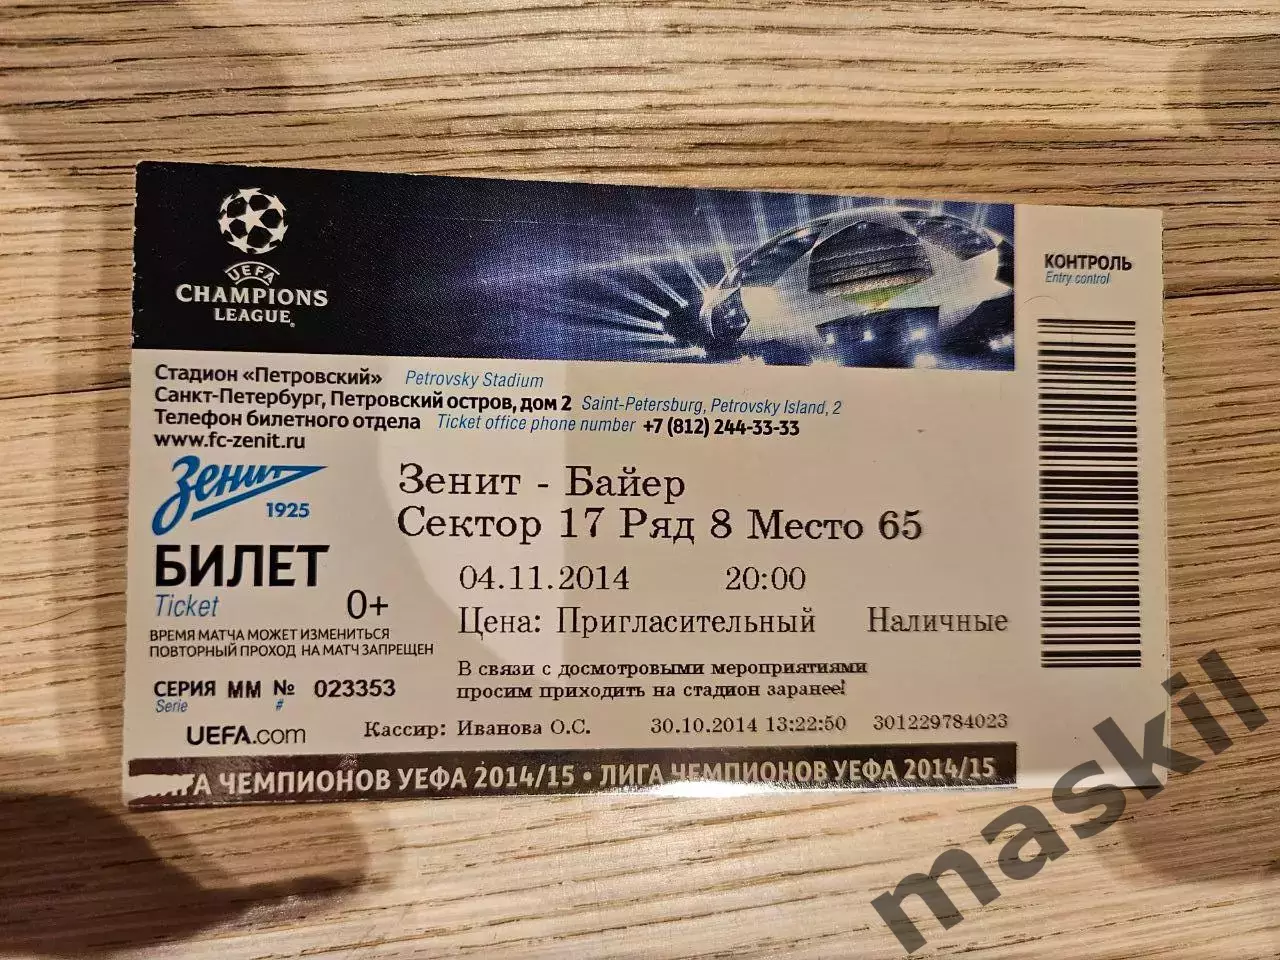 UEFA
CHAMPIONS
LEAGUE®
КОНТРОЛЬ
Entry control
Стадион «Петровский» Petrovsky Stadium
Санкт-Петербург, Петровский остров, дом 2 Saint-Petersburg, Petrovsky Island, 2
Телефон билетного отдела Ticket office phone number +7 (812) 244-33-33
www.fc-zenit.ru
Зенит
1925
Зенит - Байер
Сектор 17 Ряд 8 Место 65
БИЛЕТ
Ticket
0+
04.11.2014 20:00
Цена: Пригласительный Наличные
ВРЕМЯ МАТЧА МОЖЕТ ИЗМЕНИТЬСЯ
ПОВТОРНЫЙ ПРОХОД НА МАТЧ ЗАПРЕЩЕН
В связи с досмотровыми мероприятиями
просим приходить на стадион заранее!
СЕРИЯ ММ № 023353
Serie #
UEFA.com
Кассир: Иванова О.С. 30.10.2014 13:22:50 301229784023
ЛИГА ЧЕМПИОНОВ УЕФА 2014/15 • ЛИГА ЧЕМПИОНОВ УЕФА 2014/15
maskil